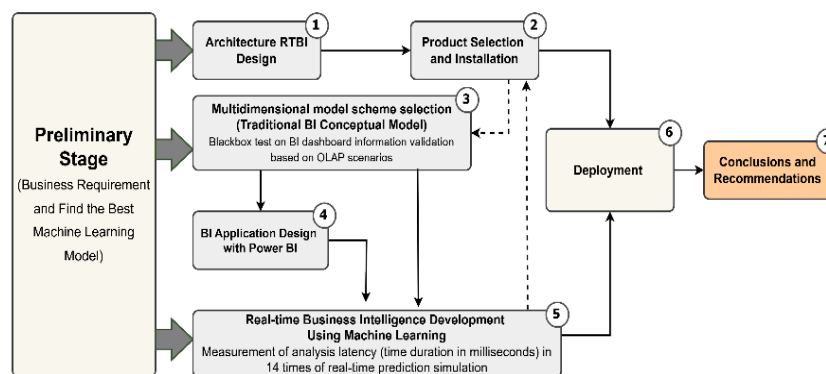 Preliminary
Stage
(Business Requirement
and Find the Best
Machine Learning
Model)
1
Architecture RTBI
Design
2
Product Selection
and Installation
3
Multidimensional model scheme selection
(Traditional BI Conceptual Model)
Blackbox test on BI dashboard information validation
based on OLAP scenarios
4
BI Application Design
with Power BI
5
Real-time Business Intelligence Development
Using Machine Learning
Measurement of analysis latency (time duration in milliseconds) in
14 times of real-time prediction simulation
6
Deployment
7
Conclusions and
Recommendations